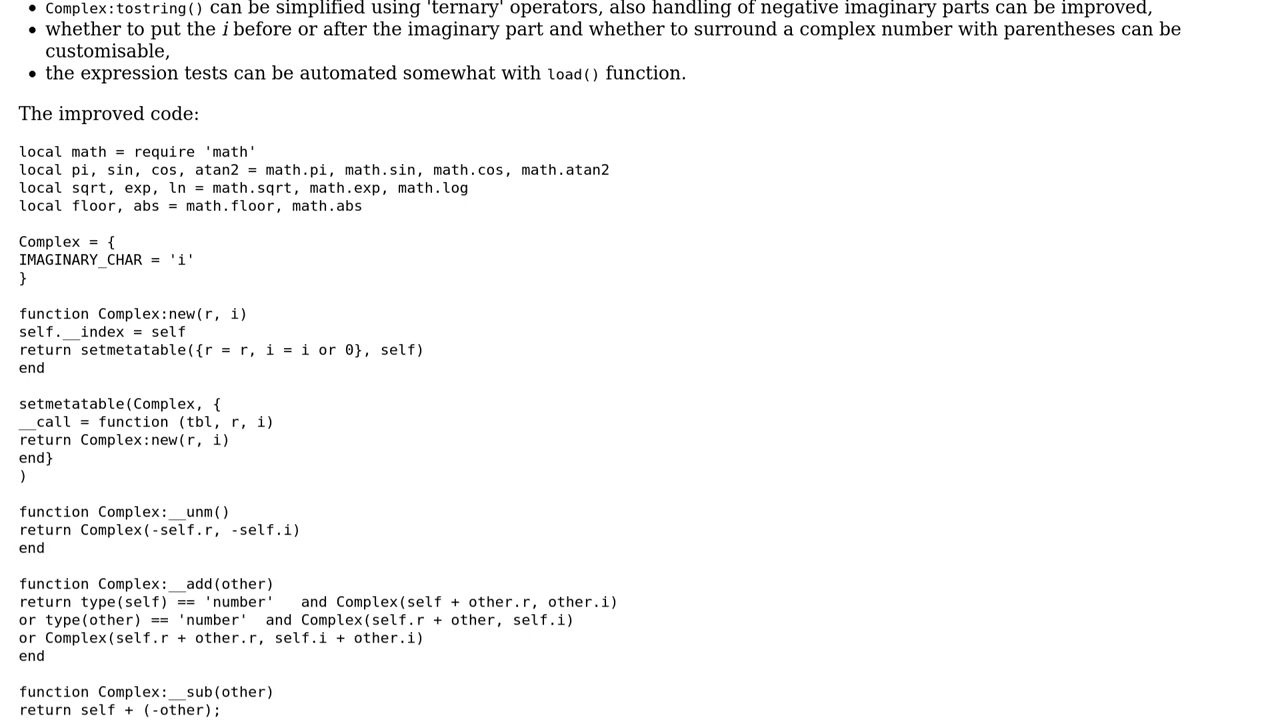 Complex:tostring() can be simplified using 'ternary' operators, also handling of negative imaginary parts can be improved,
whether to put the i before or after the imaginary part and whether to surround a complex number with parentheses can be
customisable,
the expression tests can be automated somewhat with load() function.
The improved code:
local math = require 'math'
local pi, sin, cos, atan2 = math.pi, math.sin, math.cos, math.atan2
local sqrt, exp, ln = math.sqrt, math.exp, math.log
local floor, abs = math.floor, math.abs
Complex = {
IMAGINARY_CHAR = 'i'
}
function Complex:new(r, i)
self.__index = self
return setmetatable({r = r, i = i or 0}, self)
end
setmetatable(Complex, {
__call = function (tbl, r, i)
return Complex:new(r, i)
end}
)
function Complex:__unm()
return Complex(-self.r, -self.i)
end
function Complex:__add(other)
return type(self) == 'number'   and Complex(self + other.r, other.i)
or type(other) == 'number'  and Complex(self.r + other, self.i)
or Complex(self.r + other.r, self.i + other.i)
end
function Complex:__sub(other)
return self + (-other);